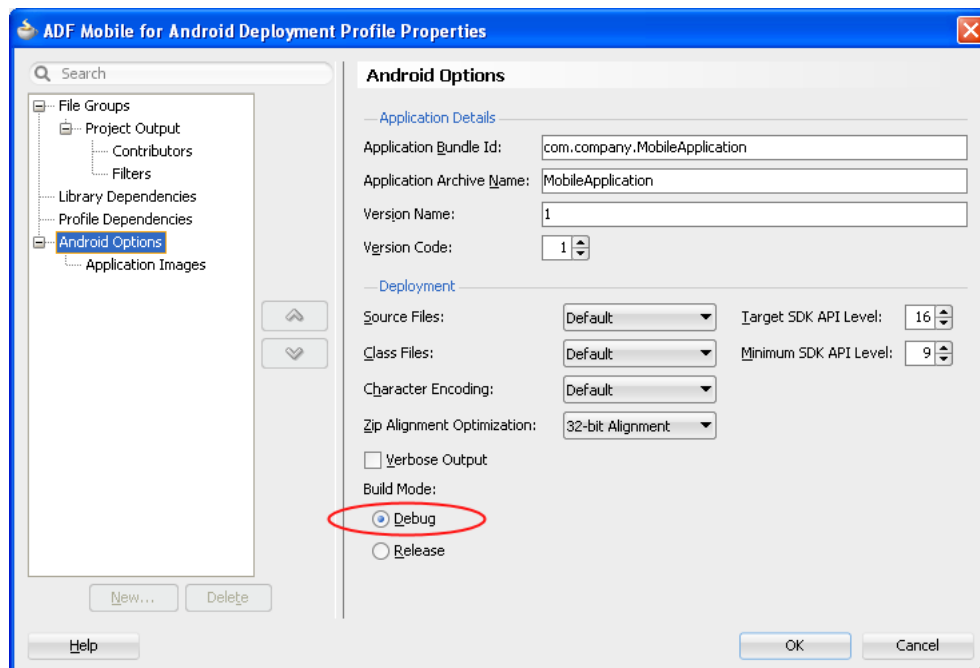 ADF Mobile for Android Deployment Profile Properties
Search
File Groups
Project Output
Contributors
Filters
Library Dependencies
Profile Dependencies
Android Options
Application Images
New...
Delete
Android Options
Application Details
Application Bundle Id: com.company.MobileApplication
Application Archive Name: MobileApplication
Version Name: 1
Version Code: 1
Deployment
Source Files: Default Target SDK API Level: 16
Class Files: Default Minimum SDK API Level: 9
Character Encoding: Default
Zip Alignment Optimization: 32-bit Alignment
Verbose Output
Build Mode:
Debug
Release
Help
OK
Cancel